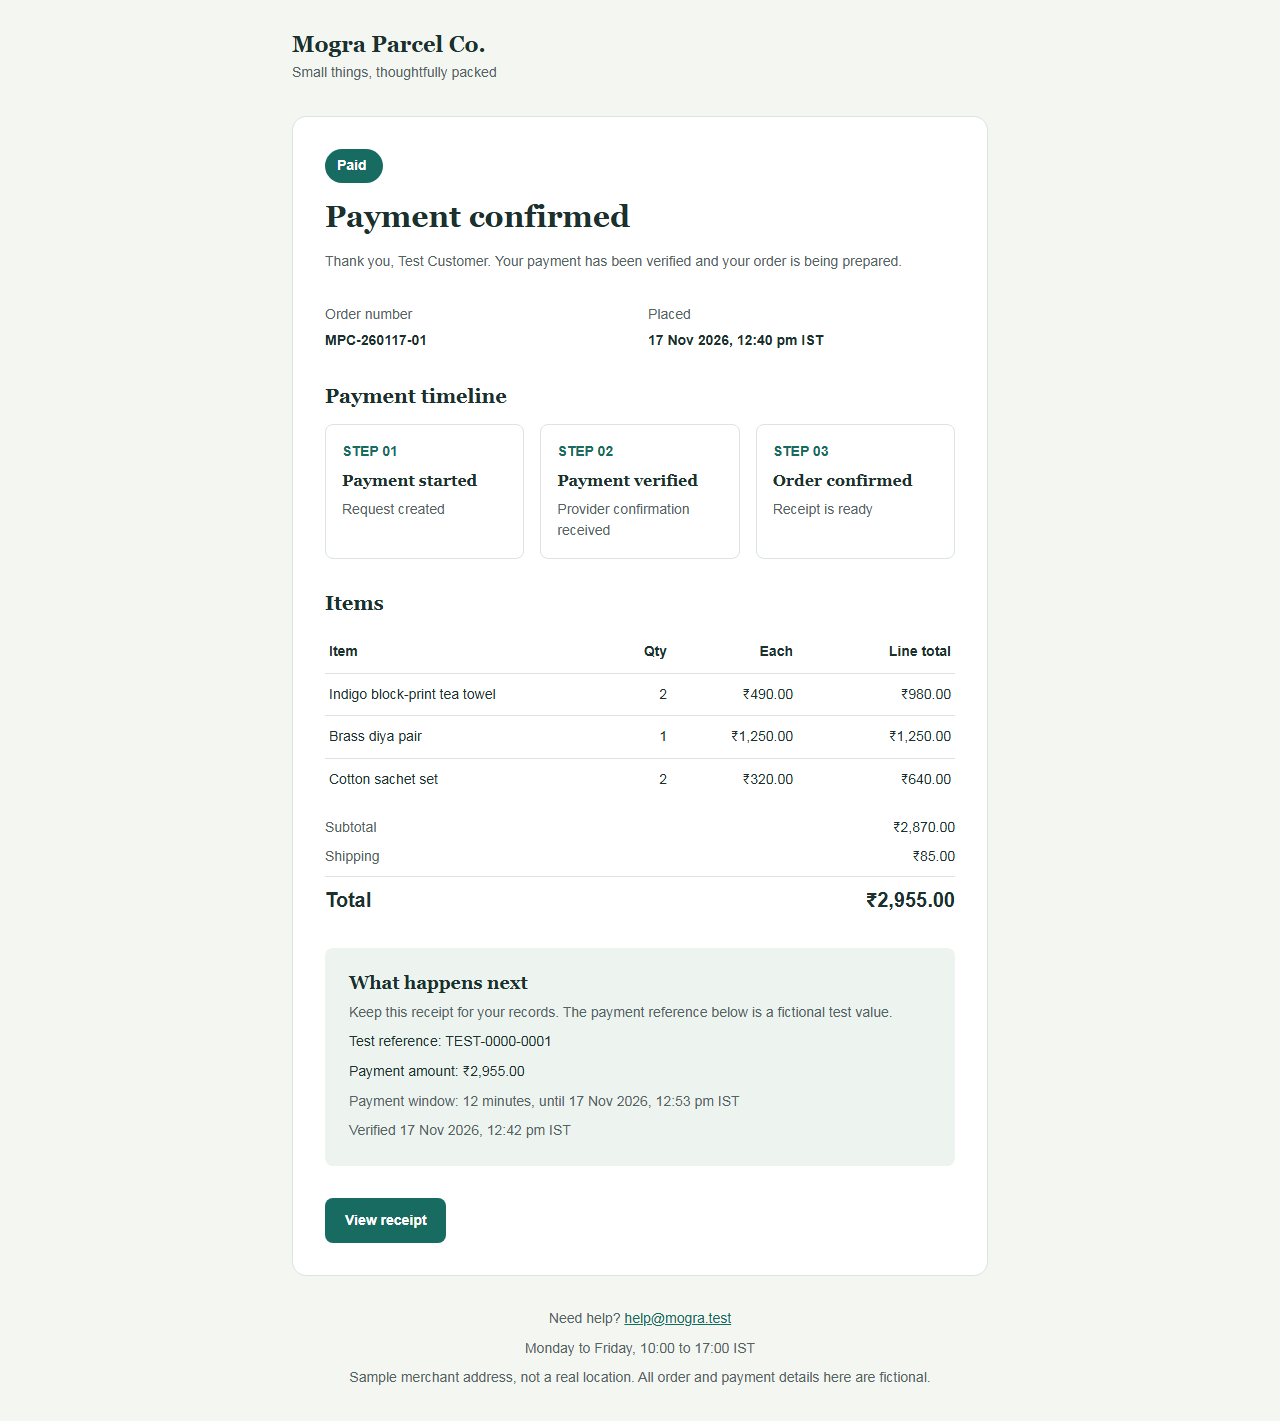 Mogra Parcel Co.
Small things, thoughtfully packed
Paid
Payment confirmed
Thank you, Test Customer. Your payment has been verified and your order is being prepared.
Order number
MPC-260117-01
Placed
17 Nov 2026, 12:40 pm IST
Payment timeline
STEP 01
Payment started
Request created
STEP 02
Payment verified
Provider confirmation
received
STEP 03
Order confirmed
Receipt is ready
Items
Item Qty Each Line total
Indigo block-print tea towel 2 ₹490.00 ₹980.00
Brass diya pair 1 ₹1,250.00 ₹1,250.00
Cotton sachet set 2 ₹320.00 ₹640.00
Subtotal ₹2,870.00
Shipping ₹85.00
Total ₹2,955.00
What happens next
Keep this receipt for your records. The payment reference below is a fictional test value.
Test reference: TEST-0000-0001
Payment amount: ₹2,955.00
Payment window: 12 minutes, until 17 Nov 2026, 12:53 pm IST
Verified 17 Nov 2026, 12:42 pm IST
View receipt
Need help? help@mogra.test
Monday to Friday, 10:00 to 17:00 IST
Sample merchant address, not a real location. All order and payment details here are fictional.